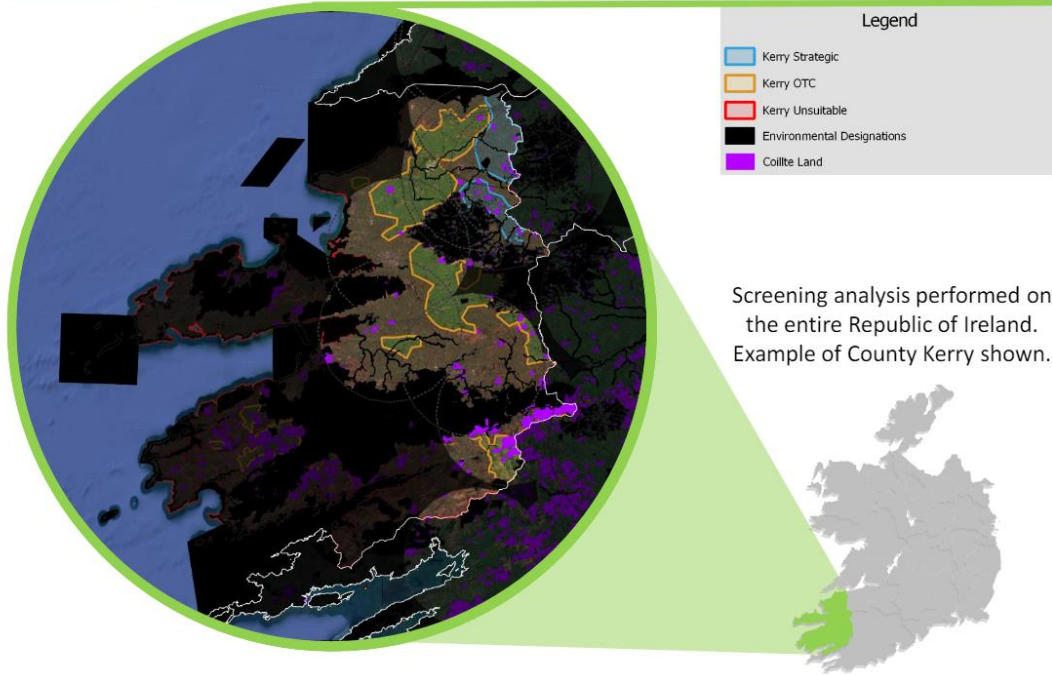 Legend
Kerry Strategic
Kerry OTC
Kerry Unsuitable
Environmental Designations
Coillte Land
Screening analysis performed on
the entire Republic of Ireland.
Example of County Kerry shown.